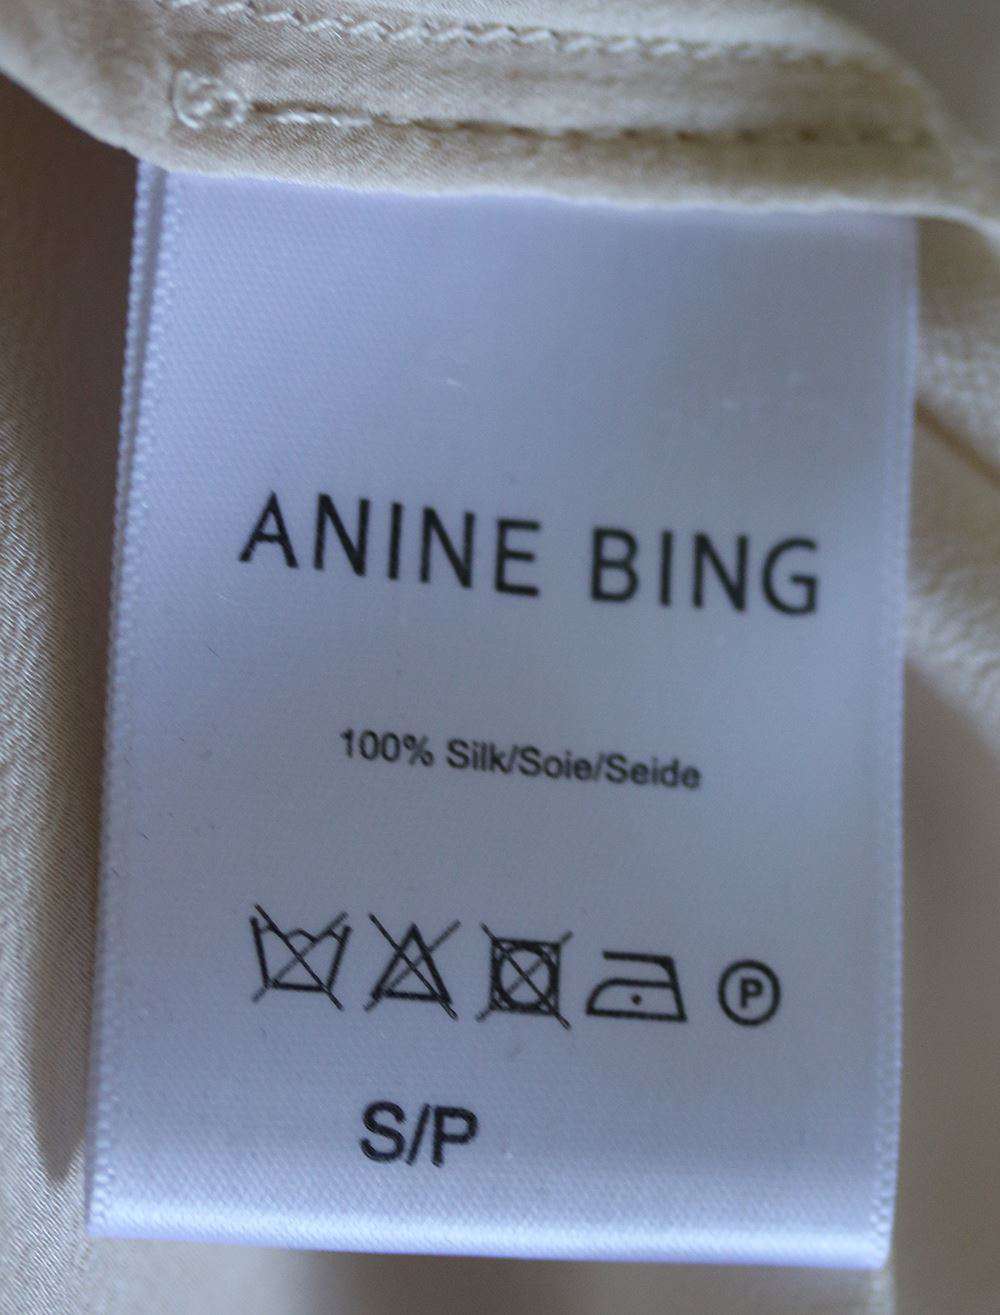 ANINE BING
100% Silk/Soie/Seide
P
S/P